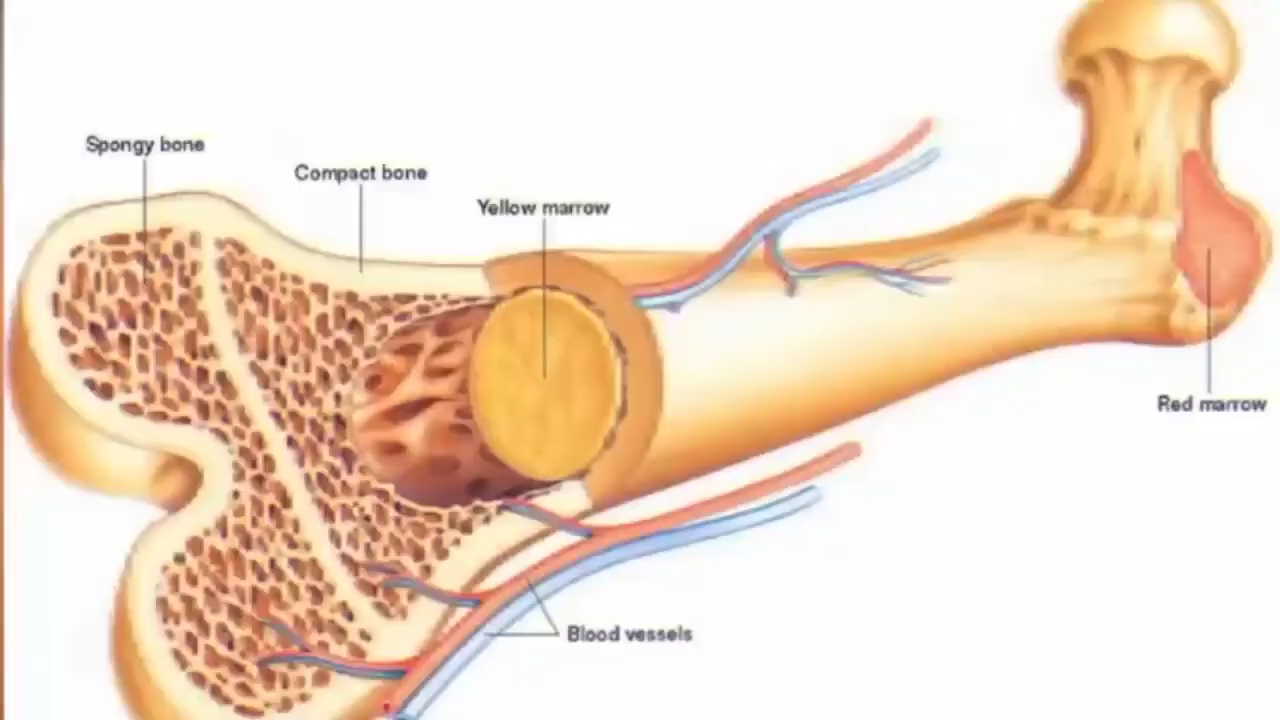 Spongy bone
Compact bone
Yellow marrow
Red marrow
Blood vessels